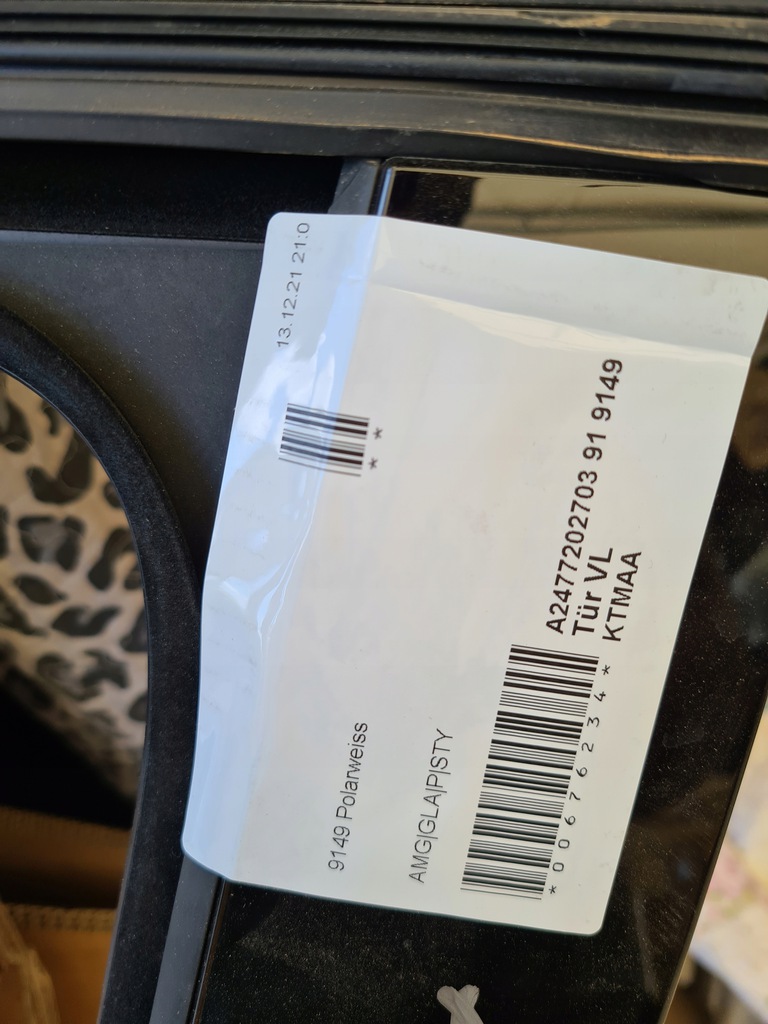 13.12.21 21:0
* *
9149 Polarweiss
AMG|GLA|P|STY
A2477202703 91 9149
Tür VL
KTMAA
*00676234*